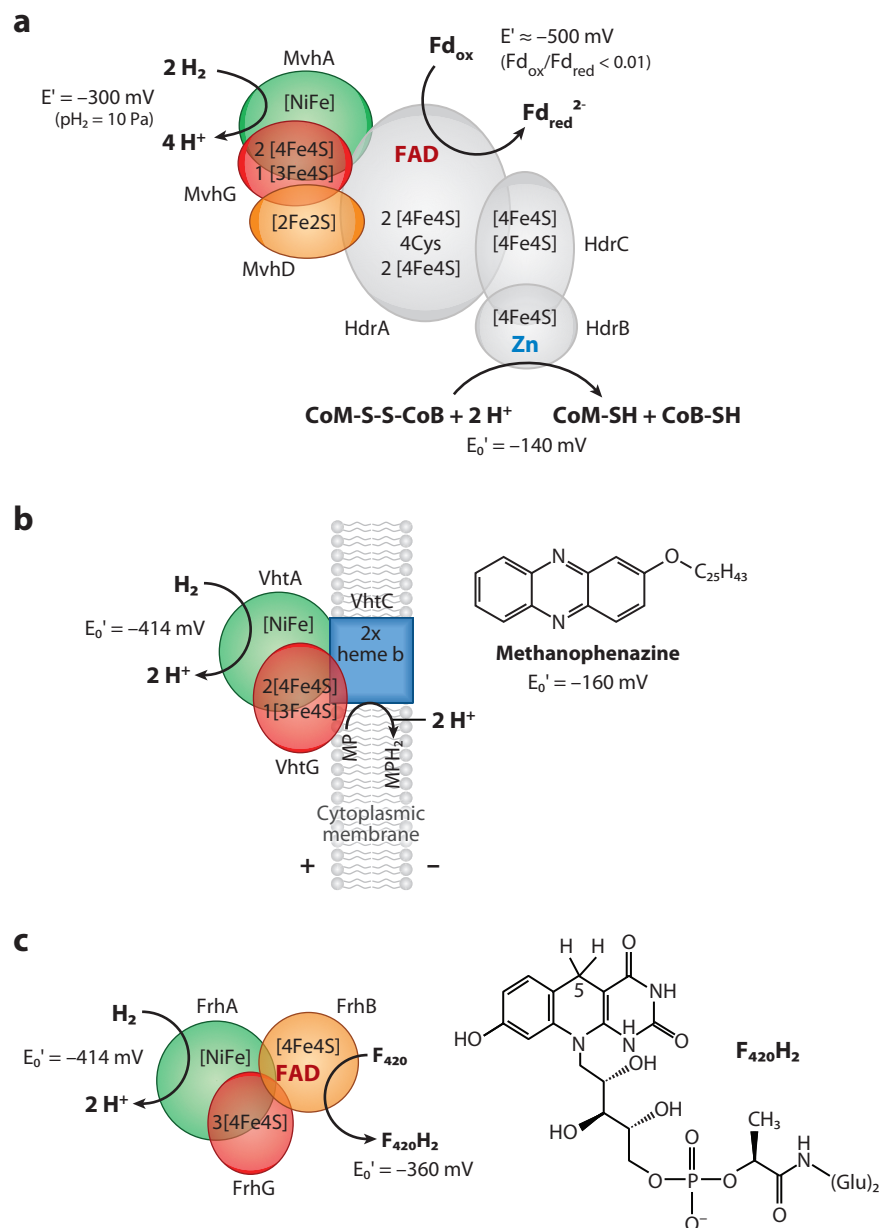 a
MvhA
2 H₂
E' = –300 mV
(pH₂ = 10 Pa)
4 H⁺
[NiFe]
2 [4Fe4S]
1 [3Fe4S]
MvhG
[2Fe2S]
MvhD
Fd_ox
E' ≈ –500 mV
(Fd_ox/Fd_red < 0.01)
Fd_red²⁻
FAD
2 [4Fe4S]
4Cys
2 [4Fe4S]
HdrA
[4Fe4S]
[4Fe4S]
HdrC
[4Fe4S]
Zn
HdrB
CoM-S-S-CoB + 2 H⁺
CoM-SH + CoB-SH
E₀' = –140 mV
b
H₂
VhtA
E₀' = –414 mV
[NiFe]
2 H⁺
2[4Fe4S]
1[3Fe4S]
VhtG
VhtC
2x
heme b
MP
MPH₂
2 H⁺
Cytoplasmic
membrane
+
–
N
N
O
C₂₅H₄₃
Methanophenazine
E₀' = –160 mV
c
H₂
FrhA
E₀' = –414 mV
[NiFe]
2 H⁺
3[4Fe4S]
FrhG
FrhB
[4Fe4S]
FAD
F₄₂₀
F₄₂₀H₂
E₀' = –360 mV
H H
O
5
NH
HO
N
H
N
O
F₄₂₀H₂
OH
HO
OH
O
O
P
O⁻
O
CH₃
O
H
N
(Glu)₂